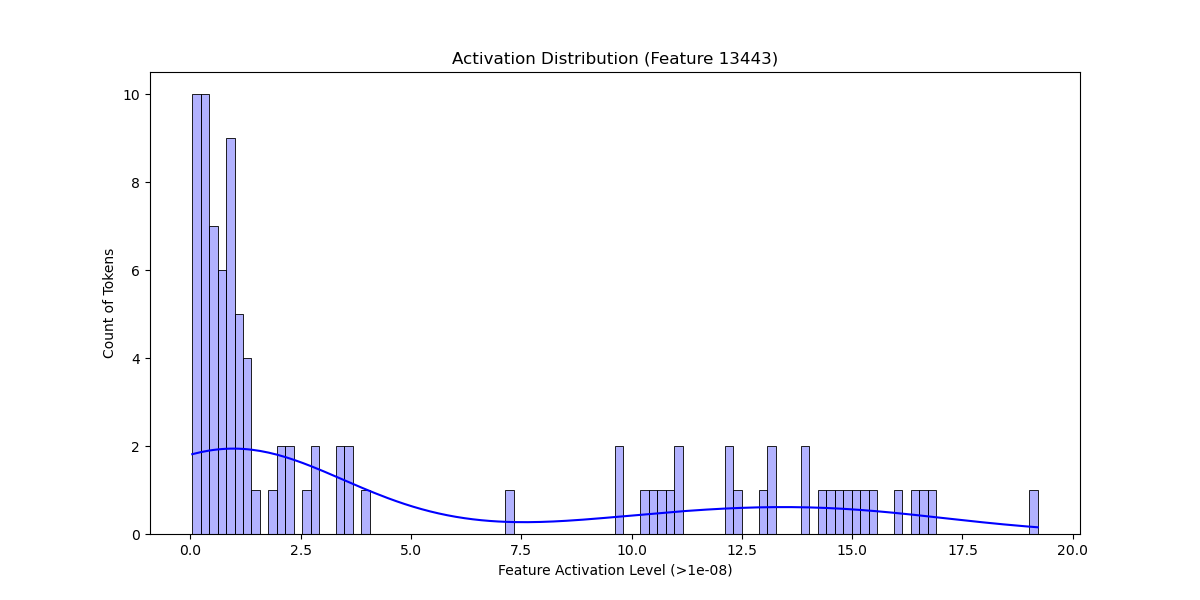 Activation Distribution (Feature 13443)
10
8
6
4
2
0
Count of Tokens
0.0 2.5 5.0 7.5 10.0 12.5 15.0 17.5 20.0
Feature Activation Level (>1e-08)